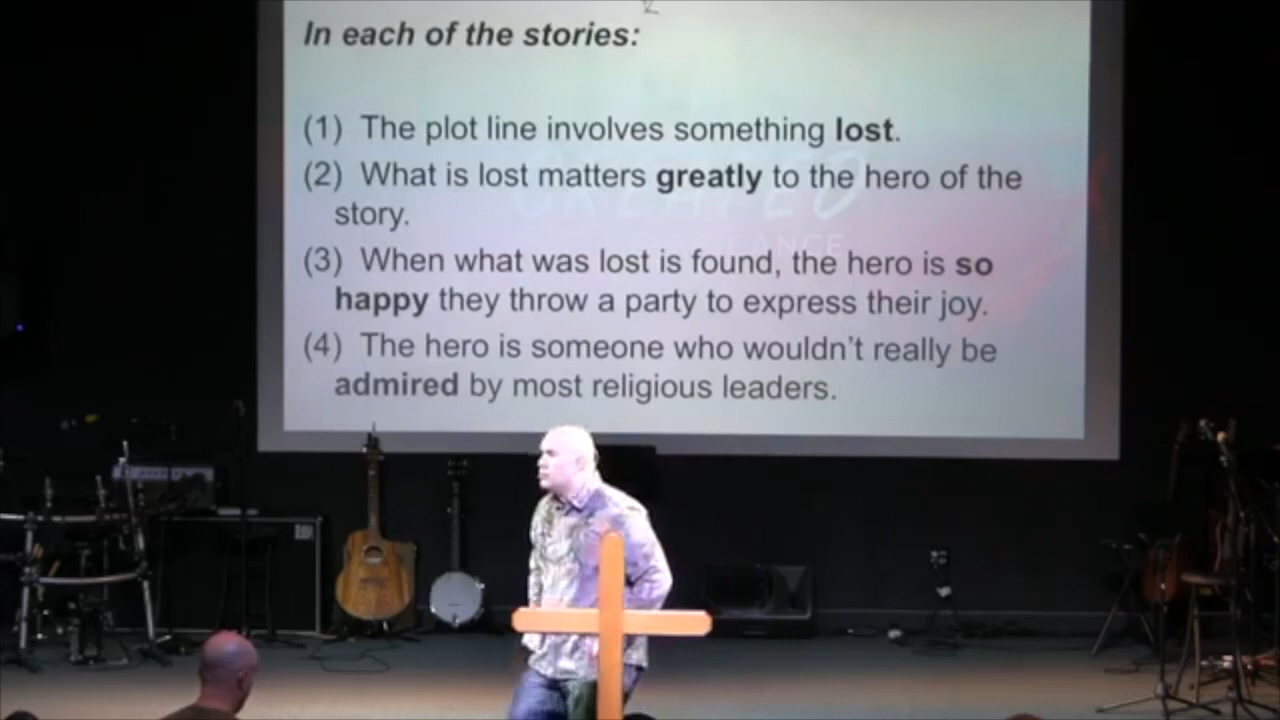 In each of the stories:
(1) The plot line involves something lost.
(2) What is lost matters greatly to the hero of the
story.
(3) When what was lost is found, the hero is so
happy they throw a party to express their joy.
(4) The hero is someone who wouldn't really be
admired by most religious leaders.